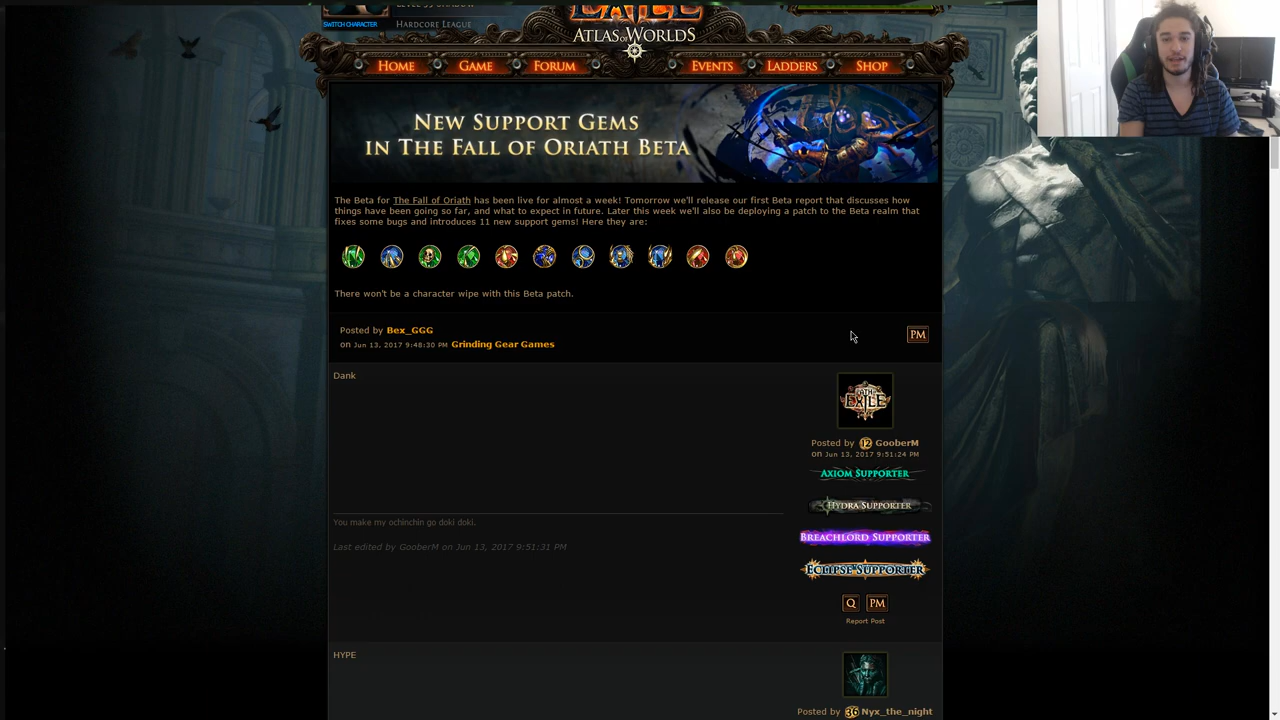 SWITCH CHARACTER
HARDCORE LEAGUE
ATLAS OF WORLDS
HOME
GAME
FORUM
EVENTS
LADDERS
SHOP
NEW SUPPORT GEMS
IN THE FALL OF ORIATH BETA
The Beta for The Fall of Oriath has been live for almost a week! Tomorrow we'll release our first Beta report that discusses how
things have been going so far, and what to expect in future. Later this week we'll also be deploying a patch to the Beta realm that
fixes some bugs and introduces 11 new support gems! Here they are:
There won't be a character wipe with this Beta patch.
Posted by Bex_GGG
on Jun 13, 2017 9:48:30 PM Grinding Gear Games
PM
Dank
EXILE
Posted by 12 GooberM
on Jun 13, 2017 9:51:24 PM
AXIOM SUPPORTER
HYDRA SUPPORTER
BREACHLORD SUPPORTER
ECLIPSE SUPPORTER
You make my ochinchin go doki doki.
Last edited by GooberM on Jun 13, 2017 9:51:31 PM
Q PM
Report Post
HYPE
Posted by 36 Nyx_the_night